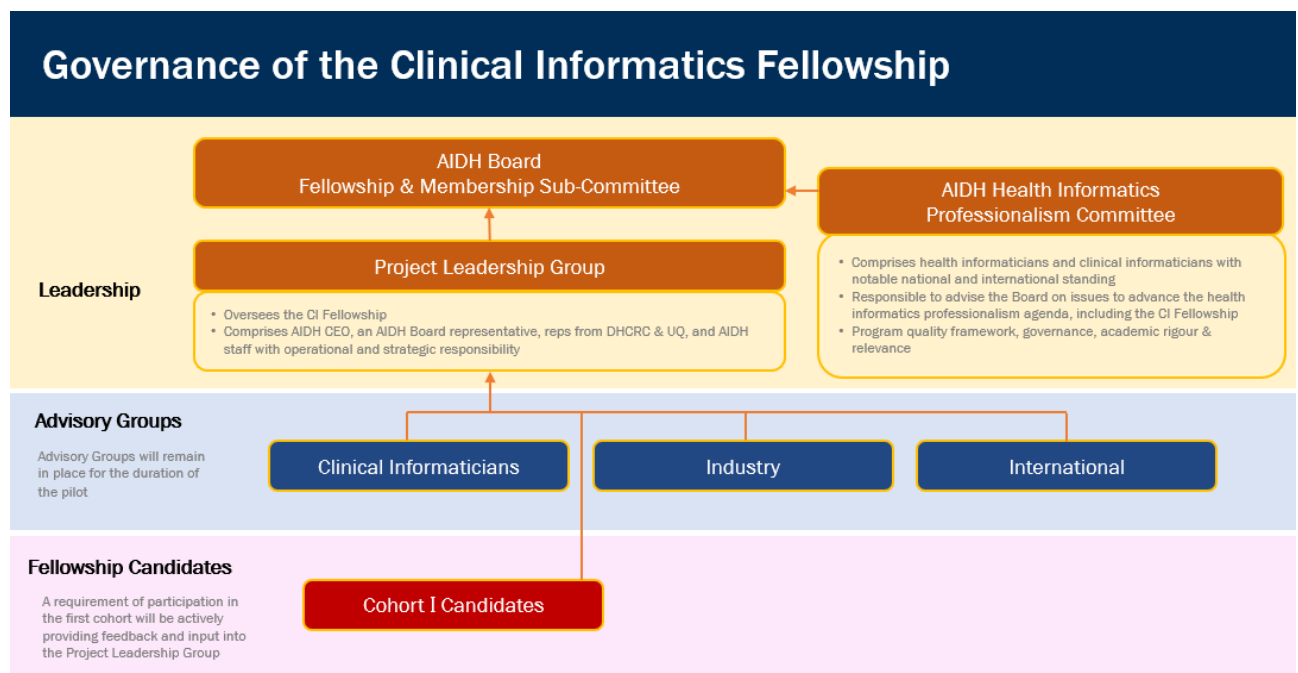 Governance of the Clinical Informatics Fellowship
Leadership
AIDH Board
Fellowship & Membership Sub-Committee
Project Leadership Group
• Oversees the CI Fellowship
• Comprises AIDH CEO, an AIDH Board representative, reps from DHCRC & UQ, and AIDH
staff with operational and strategic responsibility
AIDH Health Informatics
Professionalism Committee
• Comprises health informaticians and clinical informaticians with
notable national and international standing
• Responsible to advise the Board on issues to advance the health
informatics professionalism agenda, including the CI Fellowship
• Program quality framework, governance, academic rigour &
relevance
Advisory Groups
Advisory Groups will remain
in place for the duration of
the pilot
Clinical Informaticians
Industry
International
Fellowship Candidates
A requirement of participation in
the first cohort will be actively
providing feedback and input into
the Project Leadership Group
Cohort I Candidates